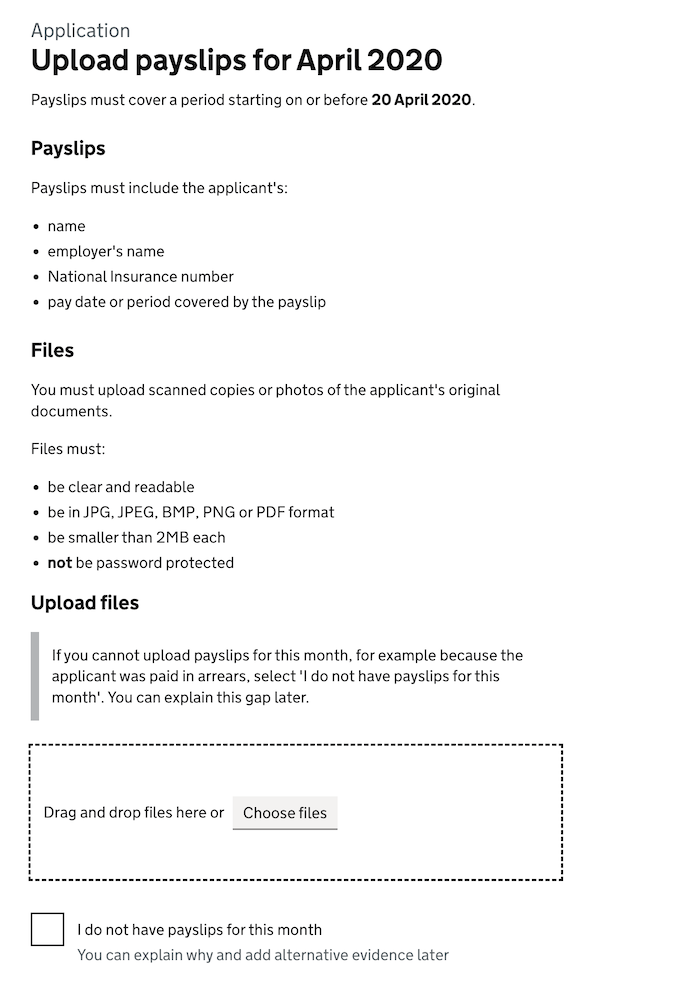 Application
Upload payslips for April 2020
Payslips must cover a period starting on or before 20 April 2020.
Payslips
Payslips must include the applicant's:
• name
• employer's name
• National Insurance number
• pay date or period covered by the payslip
Files
You must upload scanned copies or photos of the applicant's original
documents.
Files must:
• be clear and readable
• be in JPG, JPEG, BMP, PNG or PDF format
• be smaller than 2MB each
• not be password protected
Upload files
If you cannot upload payslips for this month, for example because the
applicant was paid in arrears, select 'I do not have payslips for this
month'. You can explain this gap later.
Drag and drop files here or Choose files
I do not have payslips for this month
You can explain why and add alternative evidence later